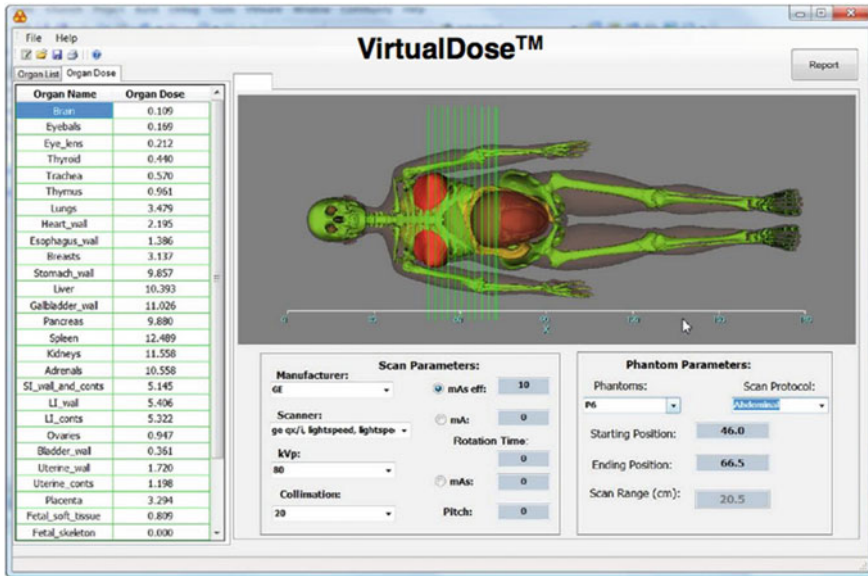 VirtualDose™
File Help
Report
Organ List Organ Dose
Organ Name Organ Dose
Brain 0.109
Eyebals 0.169
Eye_lens 0.212
Thyroid 0.440
Trachea 0.570
Thymus 0.961
Lungs 3.479
Heart_wall 2.195
Esophagus_wall 1.386
Breasts 3.137
Stomach_wall 9.857
Liver 10.393
Galbladder_wall 11.026
Pancreas 9.880
Spleen 12.489
Kidneys 11.558
Adrenals 10.558
SI_wall_and_conts 5.145
LI_wall 5.406
LI_conts 5.322
Ovaries 0.947
Bladder_wall 0.361
Uterine_wall 1.720
Uterine_conts 1.198
Placenta 3.294
Fetal_soft_tissue 0.809
Fetal_skeleton 0.000
Scan Parameters:
Manufacturer:
GE
mAs eff: 10
Scanner:
ge qx/i, lightspeed, lightspe
mA: 0
Rotation Time:
0
kVp:
80
mAs: 0
Collimation:
20
Pitch: 0
Phantom Parameters:
Phantoms: Scan Protocol:
P6 Abdominal
Starting Position: 46.0
Ending Position: 66.5
Scan Range (cm): 20.5